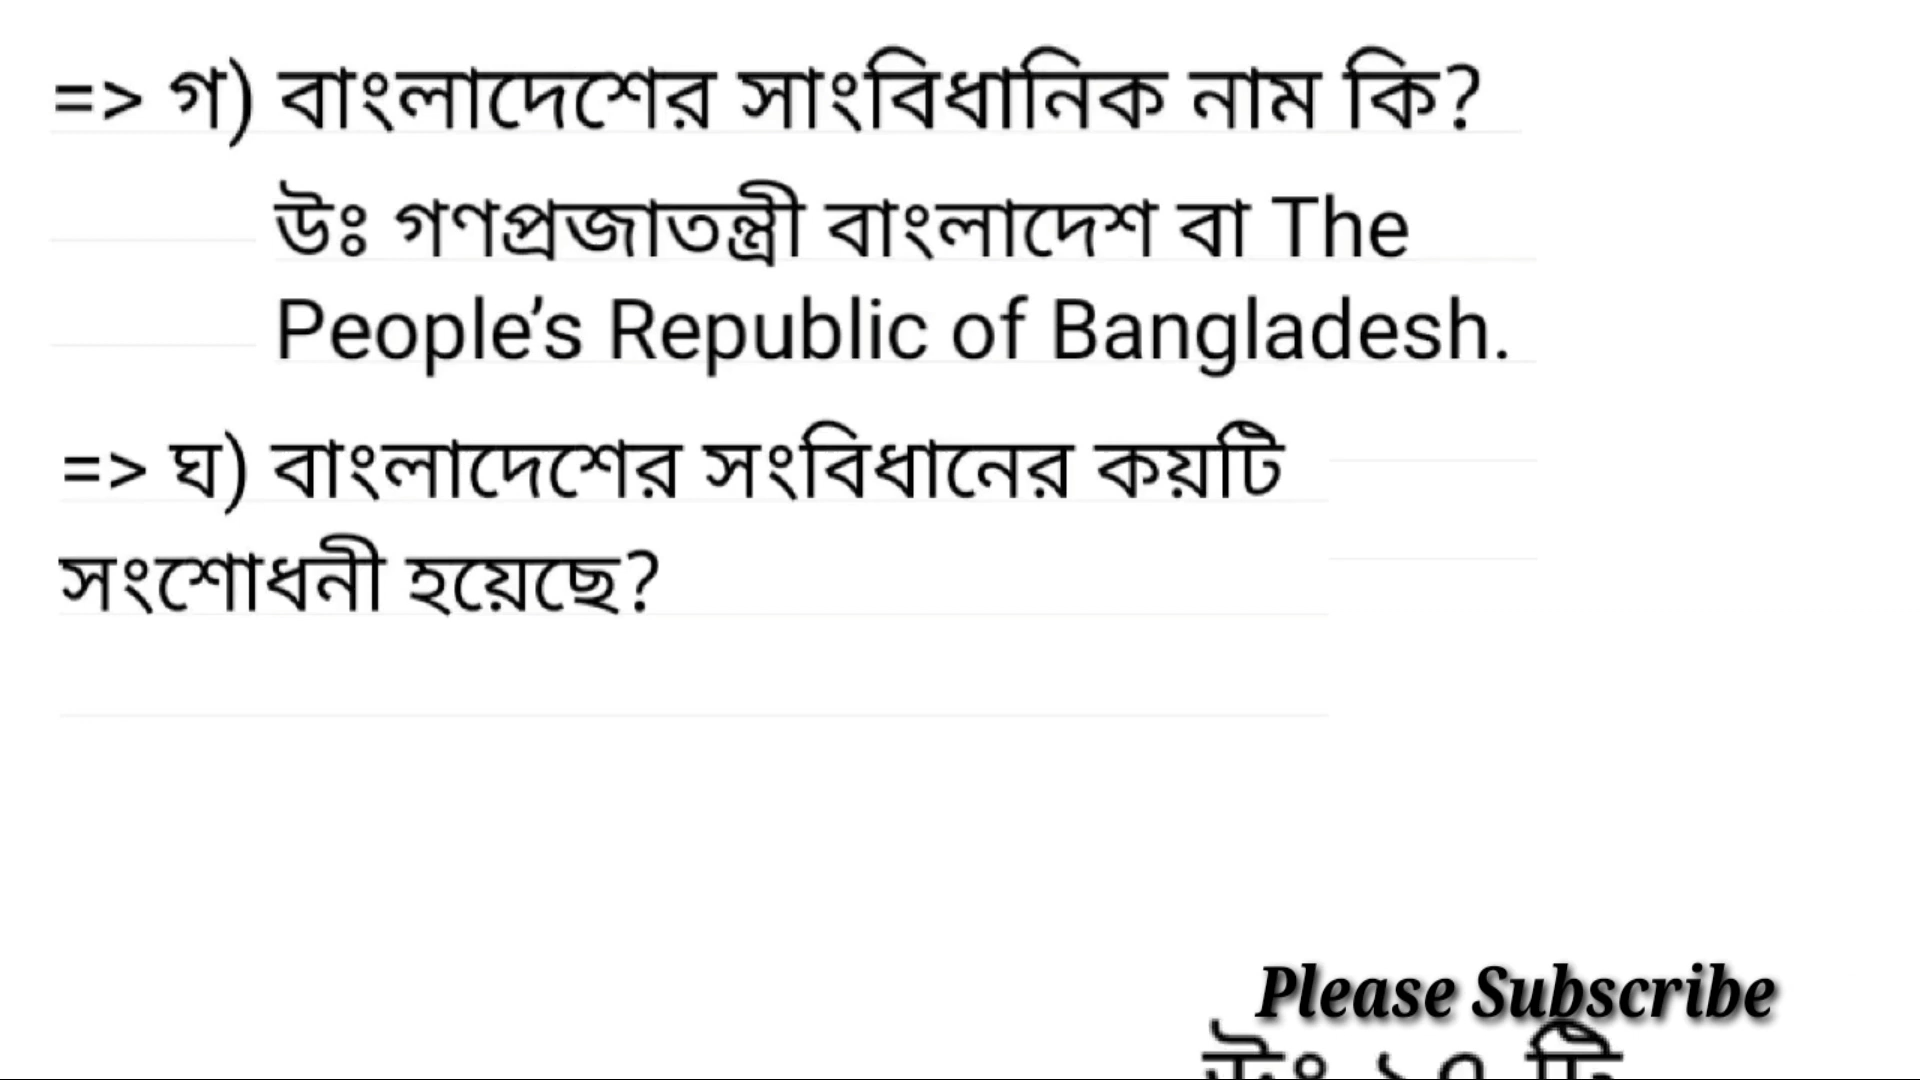 => গ) বাংলাদেশের সাংবিধানিক নাম কি?
উঃ গণপ্রজাতন্ত্রী বাংলাদেশ বা The
People’s Republic of Bangladesh.
=> ঘ) বাংলাদেশের সংবিধানের কয়টি
সংশোধনী হয়েছে?
Please Subscribe
উঃ টি